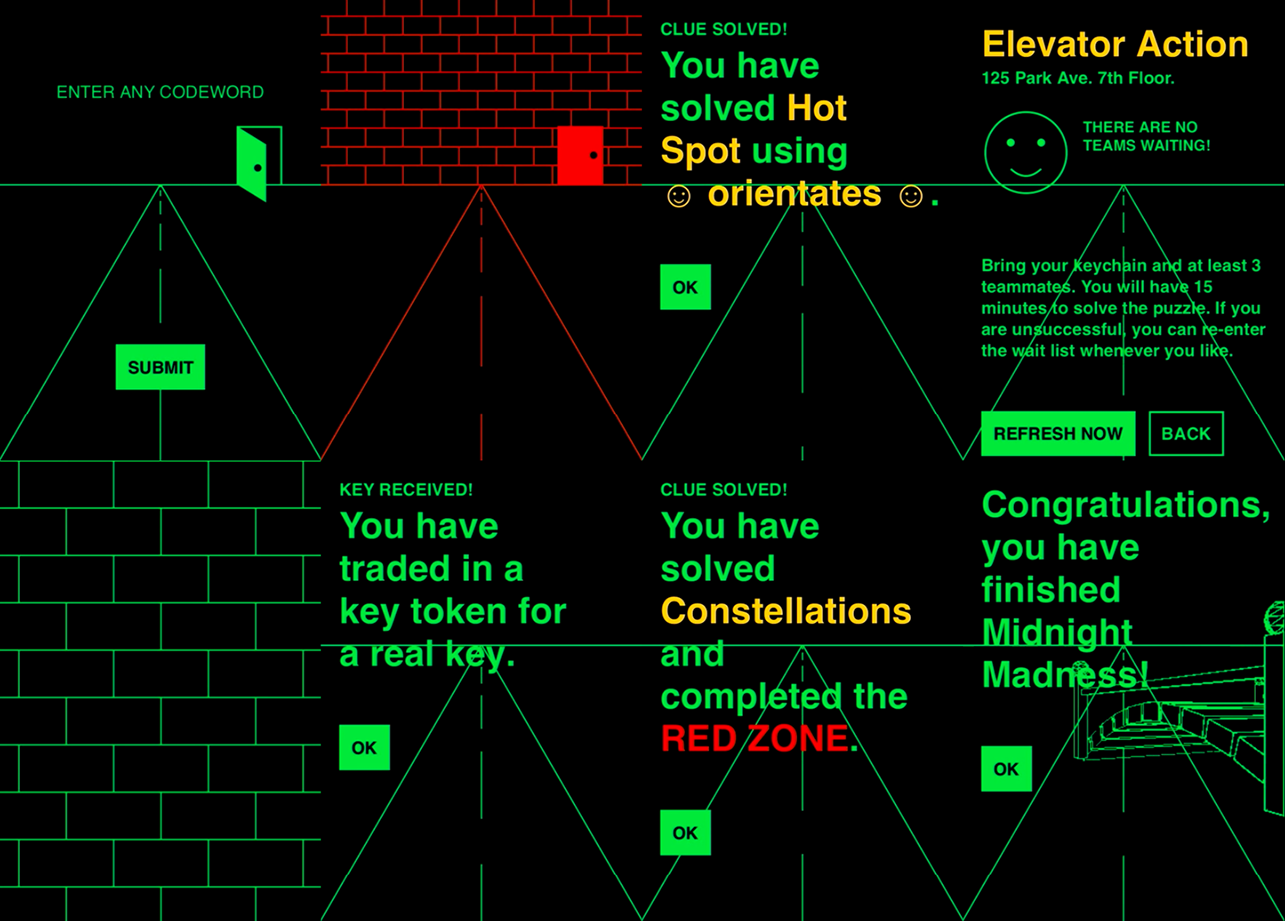 ENTER ANY CODEWORD
SUBMIT
CLUE SOLVED!
You have
solved Hot
Spot using
☺ orientates ☺.
OK
Elevator Action
125 Park Ave. 7th Floor.
THERE ARE NO
TEAMS WAITING!
Bring your keychain and at least 3
teammates. You will have 15
minutes to solve the puzzle. If you
are unsuccessful, you can re-enter
the wait list whenever you like.
REFRESH NOW
BACK
KEY RECEIVED!
You have
traded in a
key token for
a real key.
OK
CLUE SOLVED!
You have
solved
Constellations
and
completed the
RED ZONE.
OK
Congratulations,
you have
finished
Midnight
Madness!
OK